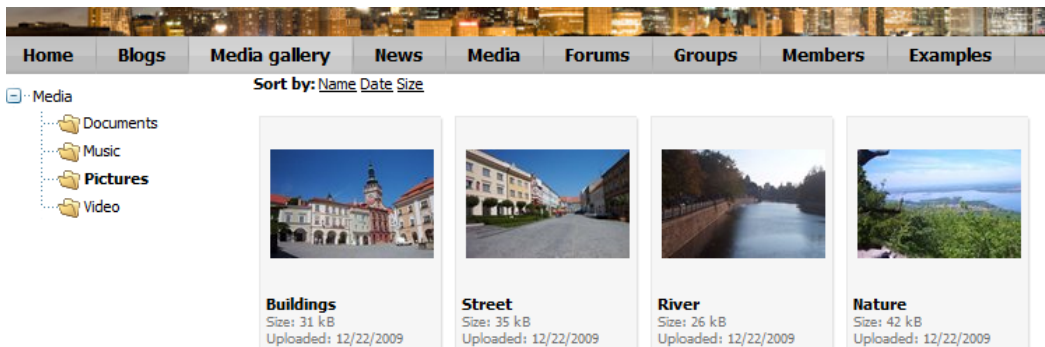 Home Blogs Media gallery News Media Forums Groups Members Examples
Sort by: Name Date Size
Media
Documents
Music
Pictures
Video
Buildings
Size: 31 kB
Uploaded: 12/22/2009
Street
Size: 35 kB
Uploaded: 12/22/2009
River
Size: 26 kB
Uploaded: 12/22/2009
Nature
Size: 42 kB
Uploaded: 12/22/2009